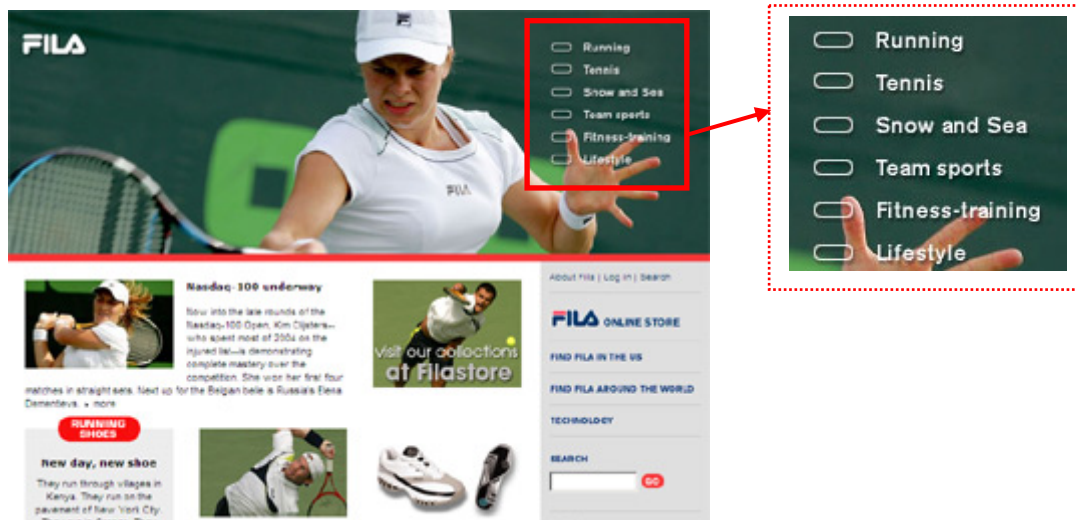 FILA
Running
Tennis
Snow and Sea
Team sports
Fitness-training
Lifestyle
FILA
Running
Tennis
Snow and Sea
Team sports
Fitness-training
Lifestyle
About Fila | Log in | Search
Nasdaq-100 underway
Now into the late rounds of the
Nasdaq-100 Open, Kim Clijsters—
who spent most of 2004 on the
injured list—is demonstrating
complete mastery over the
competition. She won her first four
matches in straight sets. Next up for the Belgian belle is Russia's Elena
Dementieva. more
visit our collections
at Filastore
FILA ONLINE STORE
FIND FILA IN THE US
FIND FILA AROUND THE WORLD
TECHNOLOGY
SEARCH
GO
RUNNING
SHOES
New day, new shoe
They run through villages in
Kenya. They run on the
pavement of New York City.